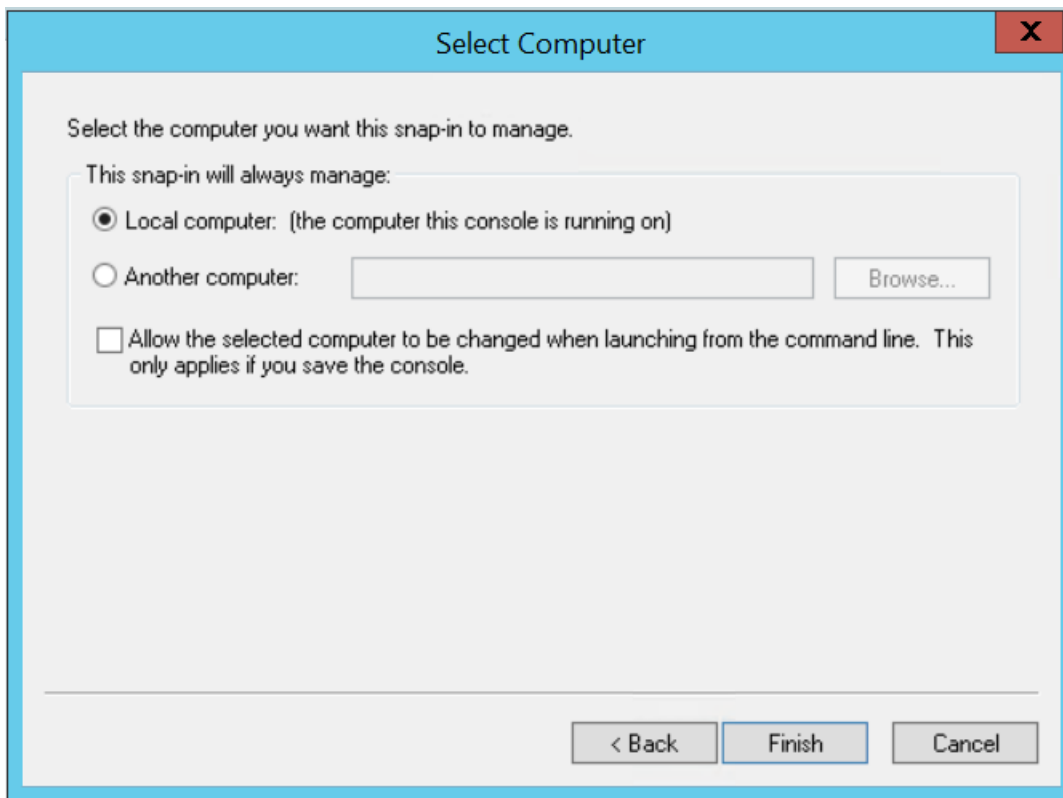 Select Computer
X
Select the computer you want this snap-in to manage.
This snap-in will always manage:
Local computer:  (the computer this console is running on)
Another computer:
Browse...
Allow the selected computer to be changed when launching from the command line.  This
only applies if you save the console.
< Back
Finish
Cancel